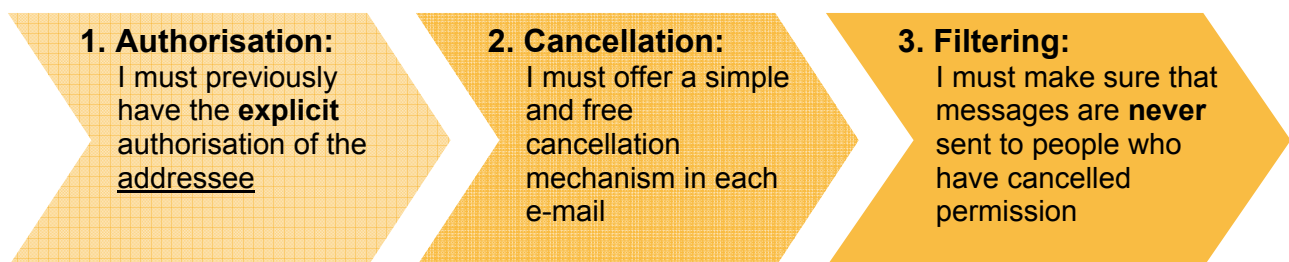 1. Authorisation:
I must previously
have the explicit
authorisation of the
addressee
2. Cancellation:
I must offer a simple
and free
cancellation
mechanism in each
e-mail
3. Filtering:
I must make sure that
messages are never
sent to people who
have cancelled
permission